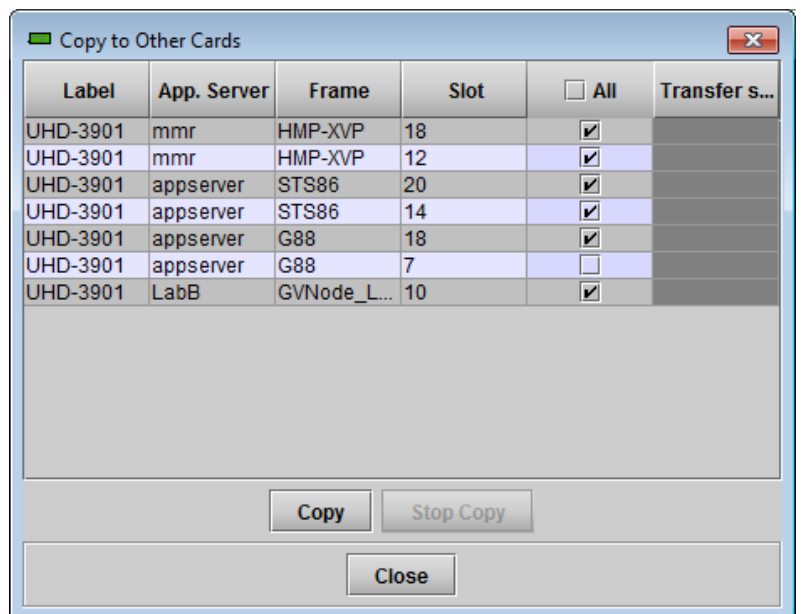 Copy to Other Cards
Label App. Server Frame Slot All Transfer s...
UHD-3901 mmr HMP-XVP 18
UHD-3901 mmr HMP-XVP 12
UHD-3901 appserver STS86 20
UHD-3901 appserver STS86 14
UHD-3901 appserver G88 18
UHD-3901 appserver G88 7
UHD-3901 LabB GVNode_L... 10
Copy Stop Copy
Close